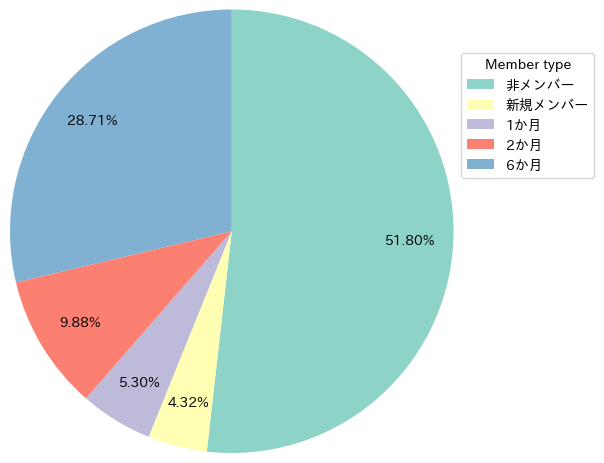 Member type
非メンバー
新規メンバー
1か月
2か月
6か月
28.71%
51.80%
9.88%
5.30%
4.32%